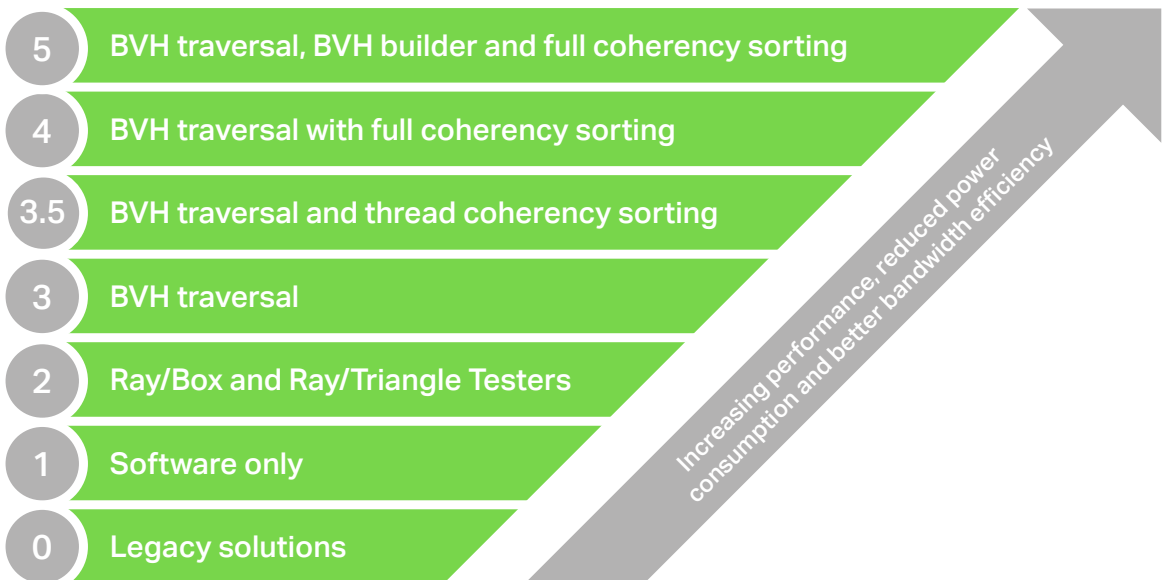 5 BVH traversal, BVH builder and full coherency sorting
4 BVH traversal with full coherency sorting
3.5 BVH traversal and thread coherency sorting
3 BVH traversal
2 Ray/Box and Ray/Triangle Testers
1 Software only
0 Legacy solutions
Increasing performance, reduced power
consumption and better bandwidth efficiency